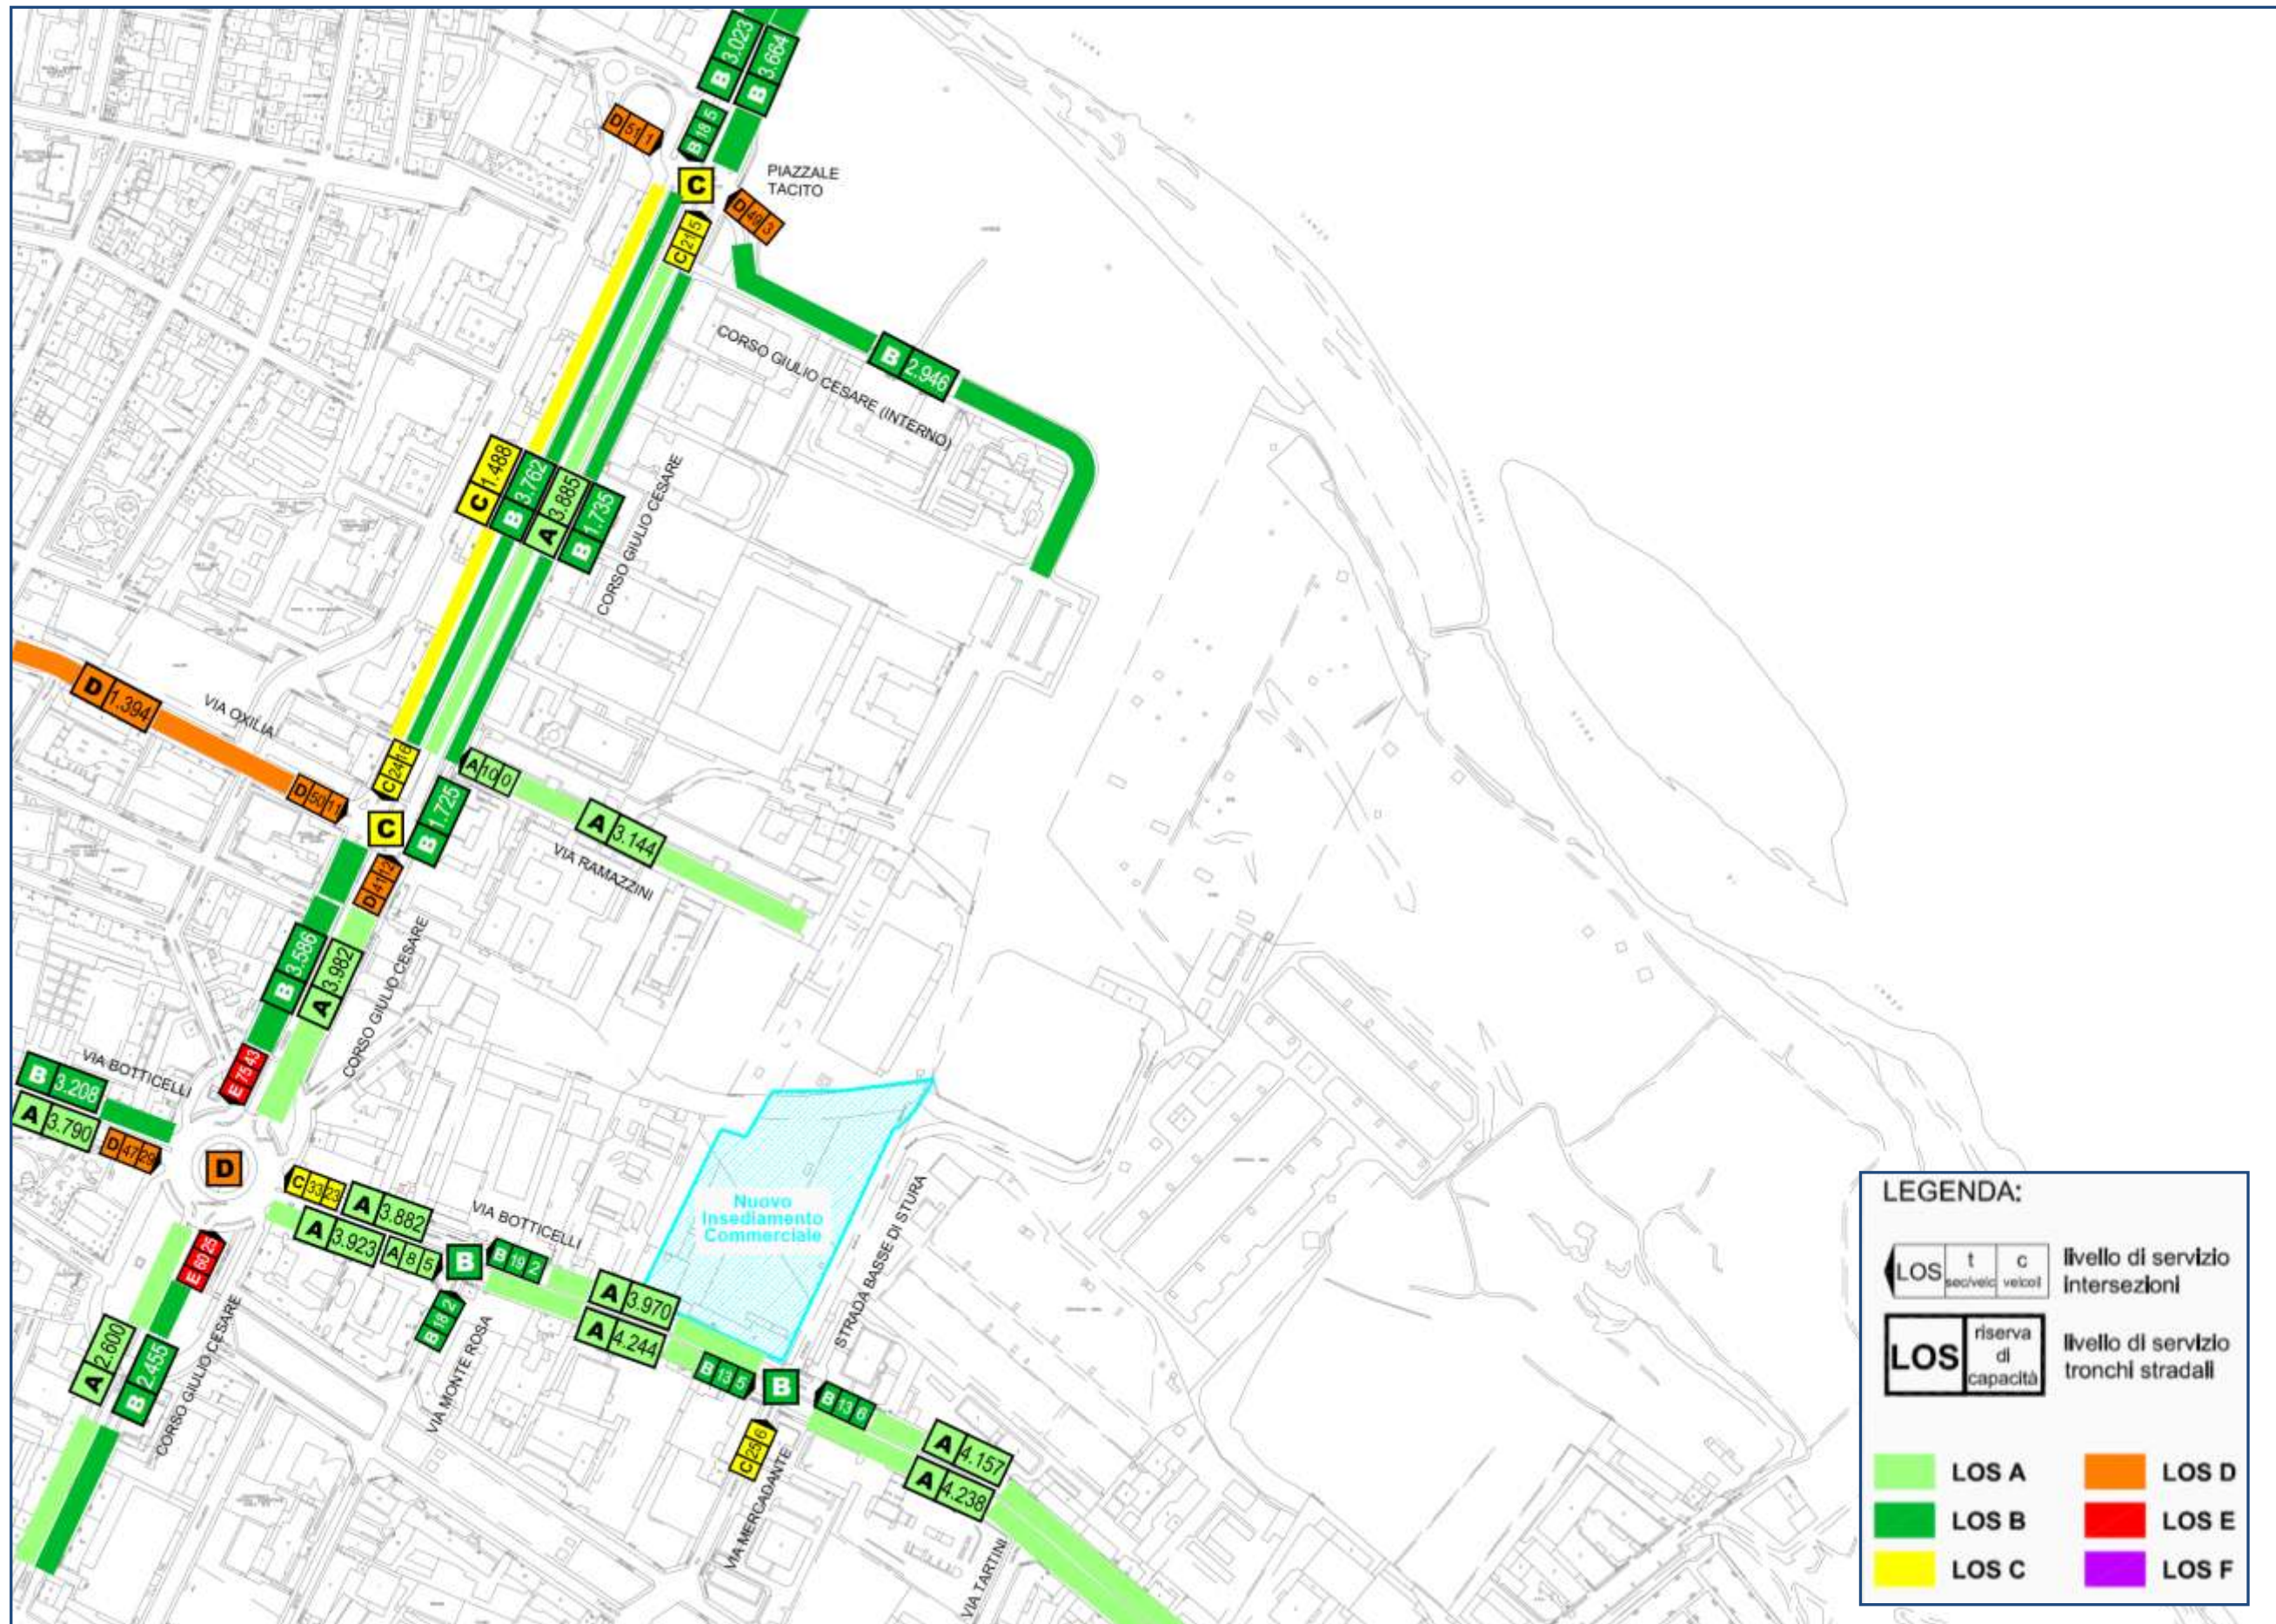 B 3.023
B 3.664
D 51 1
B 18 5
C
PIAZZALE
TACITO
D 49 3
C 21 5
CORSO GIULIO CESARE (INTERNO)
B 2.946
C 1.488
B 3.762
A 3.885
B 1.735
CORSO GIULIO CESARE
D 1.394
VIA OXILIA
C 24 16
D 50 11
C
A 10 0
B 1.725
A 3.144
VIA RAMAZZINI
D 41 12
B 3.586
A 3.982
CORSO GIULIO CESARE
E 75 43
VIA BOTTICELLI
B 3.208
A 3.790
D 47 29
D
C 33 23
A 3.882
A 3.923
A 8 5
B
VIA BOTTICELLI
B 19 2
E 60 25
A 2.600
B 2.455
CORSO GIULIO CESARE
B 18 2
VIA MONTE ROSA
Nuovo
Insediamento
Commerciale
STRADA BASSE DI STURA
A 3.970
A 4.244
B 13 5
B
B 13 6
C 25 6
VIA MERCADANTE
A 4.157
A 4.238
VIA TARTINI
LEGENDA:
LOS t sec/veic c veicoli
livello di servizio
intersezioni
LOS riserva di capacità
livello di servizio
tronchi stradali
LOS A
LOS D
LOS B
LOS E
LOS C
LOS F